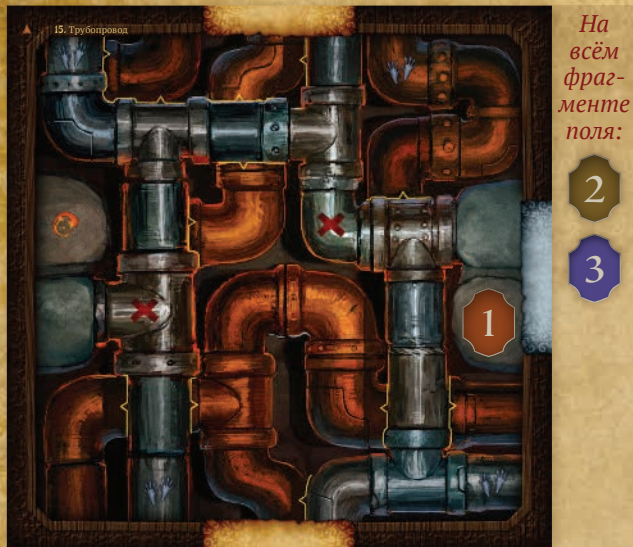 15. Трубопровод
На
всём
фраг-
менте
поля:
2
3
1